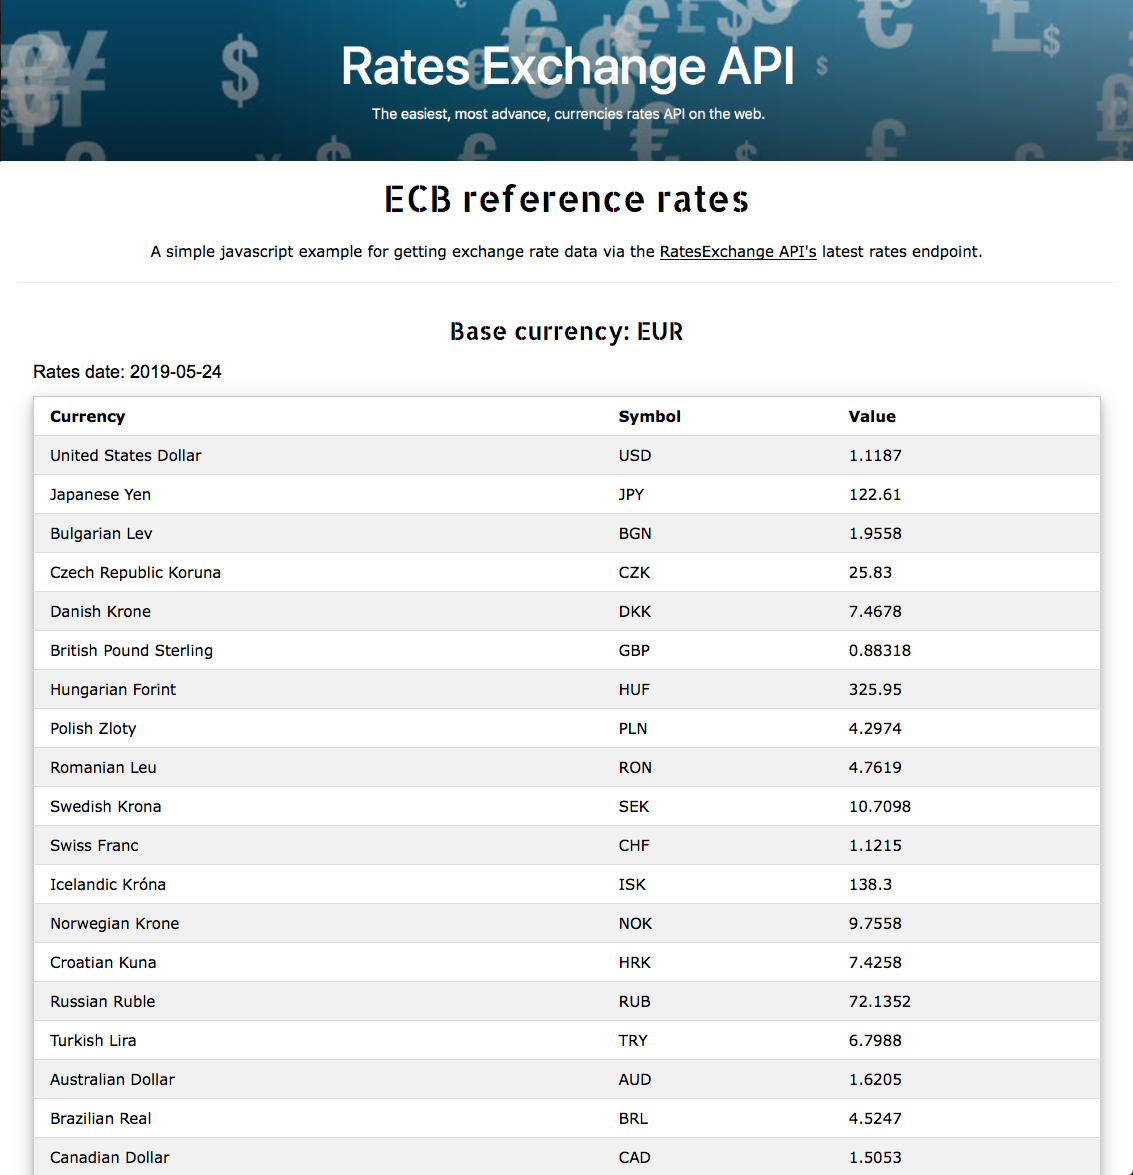 Rates Exchange API
The easiest, most advance, currencies rates API on the web.
ECB reference rates
A simple javascript example for getting exchange rate data via the RatesExchange API's latest rates endpoint.
Base currency: EUR
Rates date: 2019-05-24
Currency Symbol Value
United States Dollar USD 1.1187
Japanese Yen JPY 122.61
Bulgarian Lev BGN 1.9558
Czech Republic Koruna CZK 25.83
Danish Krone DKK 7.4678
British Pound Sterling GBP 0.88318
Hungarian Forint HUF 325.95
Polish Zloty PLN 4.2974
Romanian Leu RON 4.7619
Swedish Krona SEK 10.7098
Swiss Franc CHF 1.1215
Icelandic Króna ISK 138.3
Norwegian Krone NOK 9.7558
Croatian Kuna HRK 7.4258
Russian Ruble RUB 72.1352
Turkish Lira TRY 6.7988
Australian Dollar AUD 1.6205
Brazilian Real BRL 4.5247
Canadian Dollar CAD 1.5053